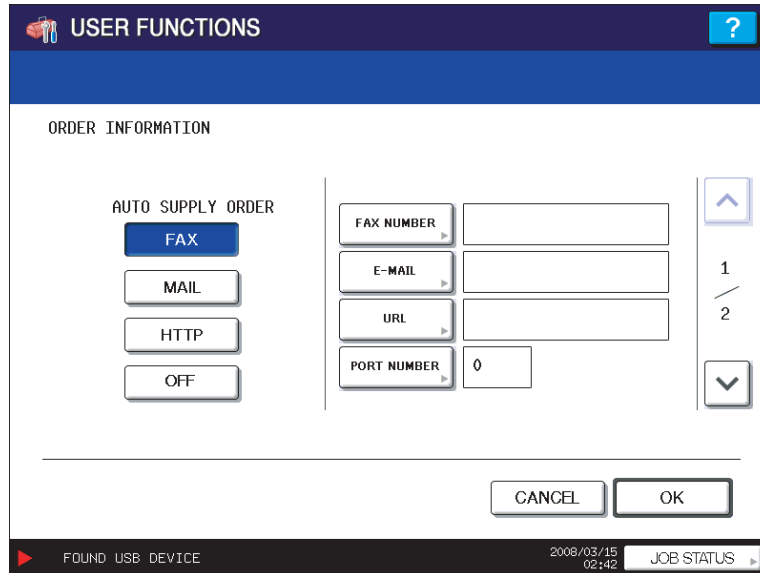 USER FUNCTIONS
?
ORDER INFORMATION
AUTO SUPPLY ORDER
FAX
MAIL
HTTP
OFF
FAX NUMBER
E-MAIL
URL
PORT NUMBER
0
1
2
CANCEL
OK
FOUND USB DEVICE
2008/03/15
02:42
JOB STATUS